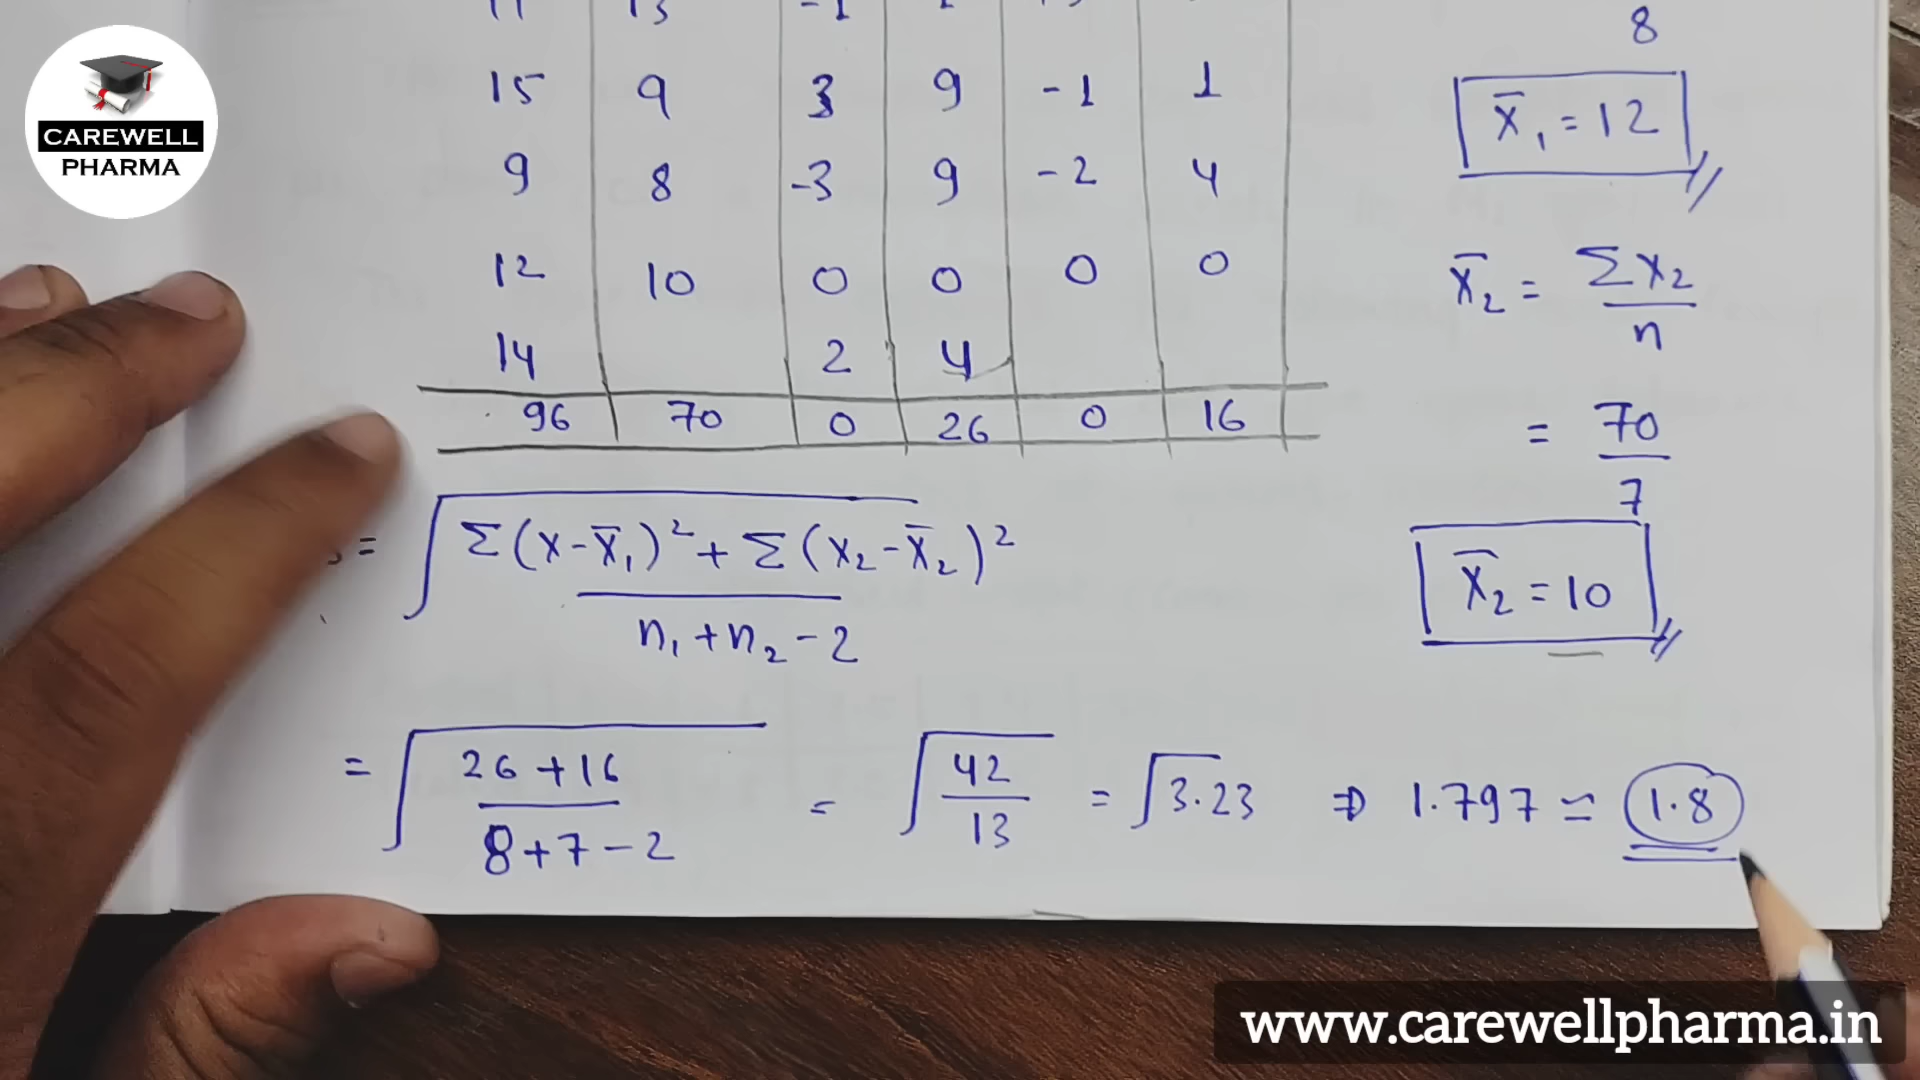 CAREWELL
PHARMA
11 13 -1
15 9 3 9 -1 1
9 8 -3 9 -2 4
12 10 0 0 0 0
14 2 4
96 70 0 26 0 16
8
x̄₁ = 12
x̄₂ = Σx₂ / n
= 70 / 7
x̄₂ = 10
= √ Σ(x-x̄₁)² + Σ(x₂-x̄₂)² / n₁+n₂-2
= √ 26+16 / 8+7-2 = √ 42 / 13 = √3.23 ⇒ 1.797 ≃ 1.8
www.carewellpharma.in